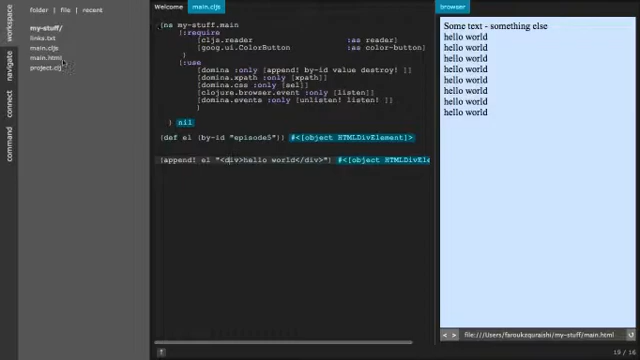 workspace
navigate
connect
command
folder | file | recent
my-stuff/
links.txt
main.cljs
main.html
project.clj
Welcome
main.cljs
(ns my-stuff.main
(:require
[cljs.reader :as reader]
[goog.ui.ColorButton :as color-button])
(:use
[domina :only [append! by-id value destroy! ]]
[domina.xpath :only [xpath]]
[domina.css :only [sel]]
[clojure.browser.event :only [listen]]
[domina.events :only [unlisten! listen! ]]
)
) nil
(def el (by-id "episode5")) #<[object HTMLDivElement]>
(append! el "<div>hello world</div>") #<[object HTMLDivEle
browser
Some text - something else
hello world
hello world
hello world
hello world
hello world
hello world
hello world
hello world
< > file:///Users/faroukzquraishi/my-stuff/main.html
19 / 16